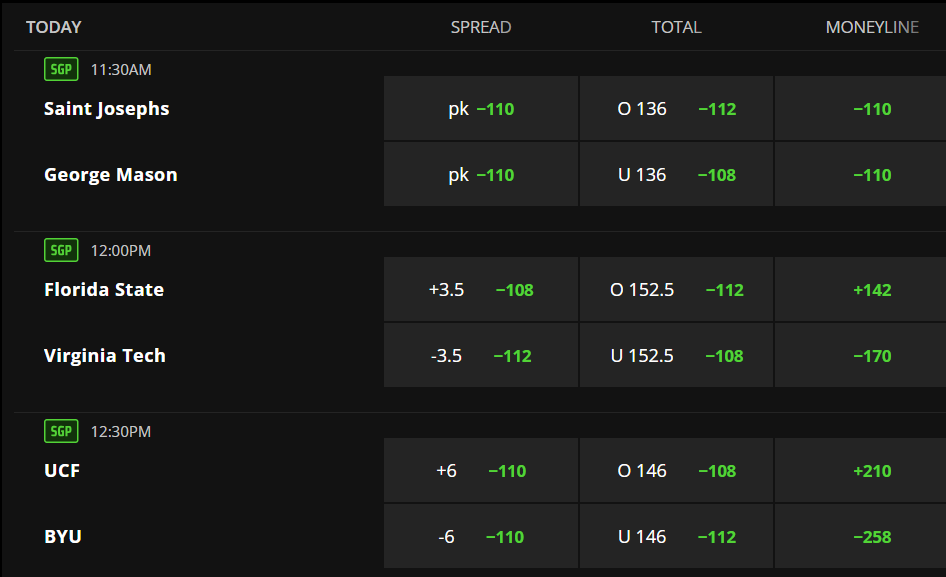 TODAY SPREAD TOTAL MONEYLINE
SGP 11:30AM
Saint Josephs pk −110 O 136 −112 −110
George Mason pk −110 U 136 −108 −110
SGP 12:00PM
Florida State +3.5 −108 O 152.5 −112 +142
Virginia Tech -3.5 −112 U 152.5 −108 −170
SGP 12:30PM
UCF +6 −110 O 146 −108 +210
BYU -6 −110 U 146 −112 −258